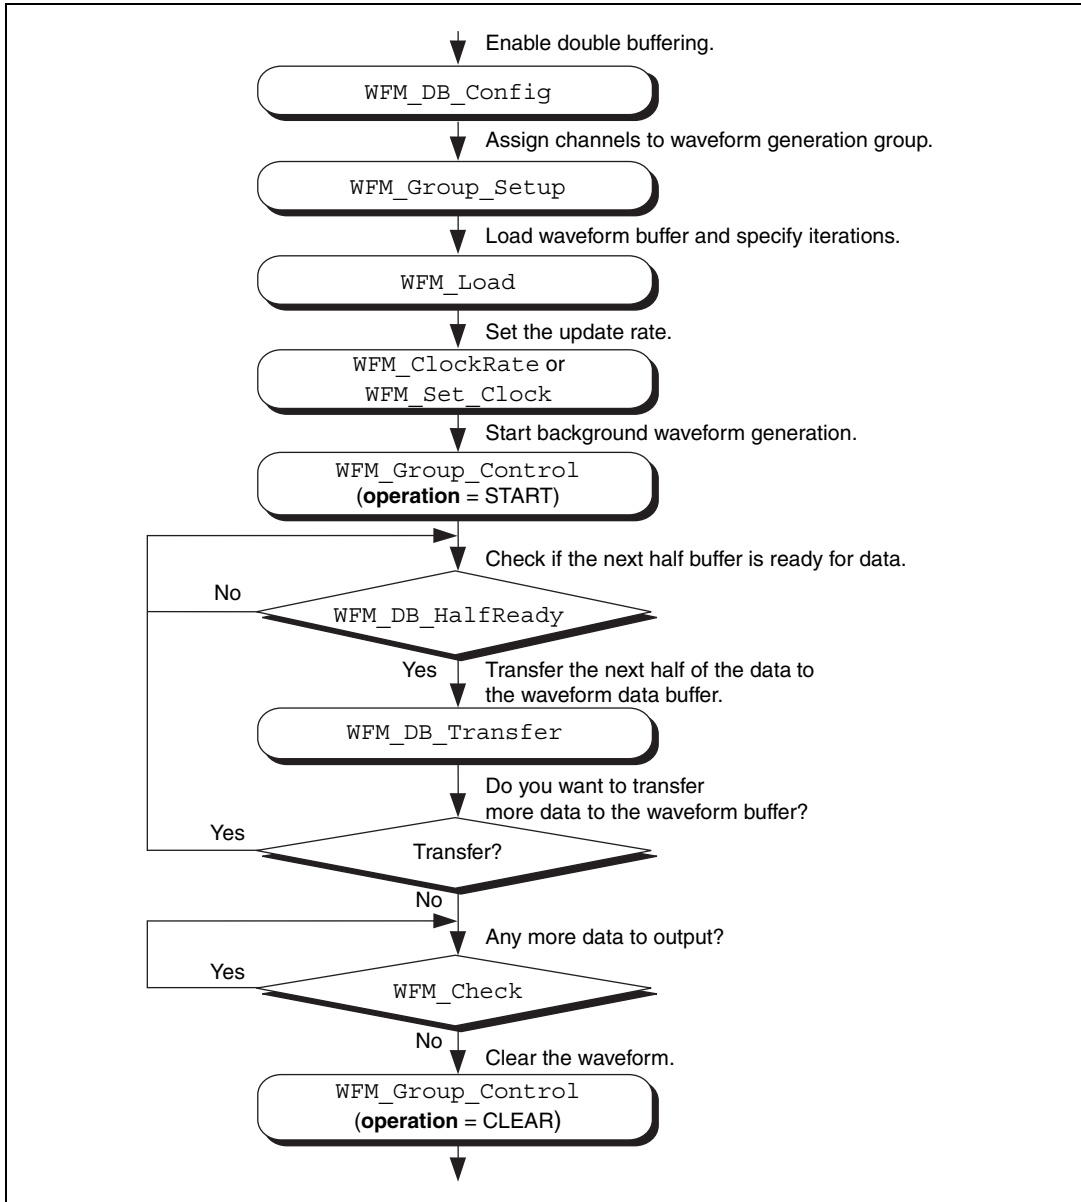 Enable double buffering.
WFM_DB_Config
Assign channels to waveform generation group.
WFM_Group_Setup
Load waveform buffer and specify iterations.
WFM_Load
Set the update rate.
WFM_ClockRate or
WFM_Set_Clock
Start background waveform generation.
WFM_Group_Control
(operation = START)
Check if the next half buffer is ready for data.
No
WFM_DB_HalfReady
Yes
Transfer the next half of the data to
the waveform data buffer.
WFM_DB_Transfer
Do you want to transfer
more data to the waveform buffer?
Yes
Transfer?
No
Any more data to output?
Yes
WFM_Check
No
Clear the waveform.
WFM_Group_Control
(operation = CLEAR)